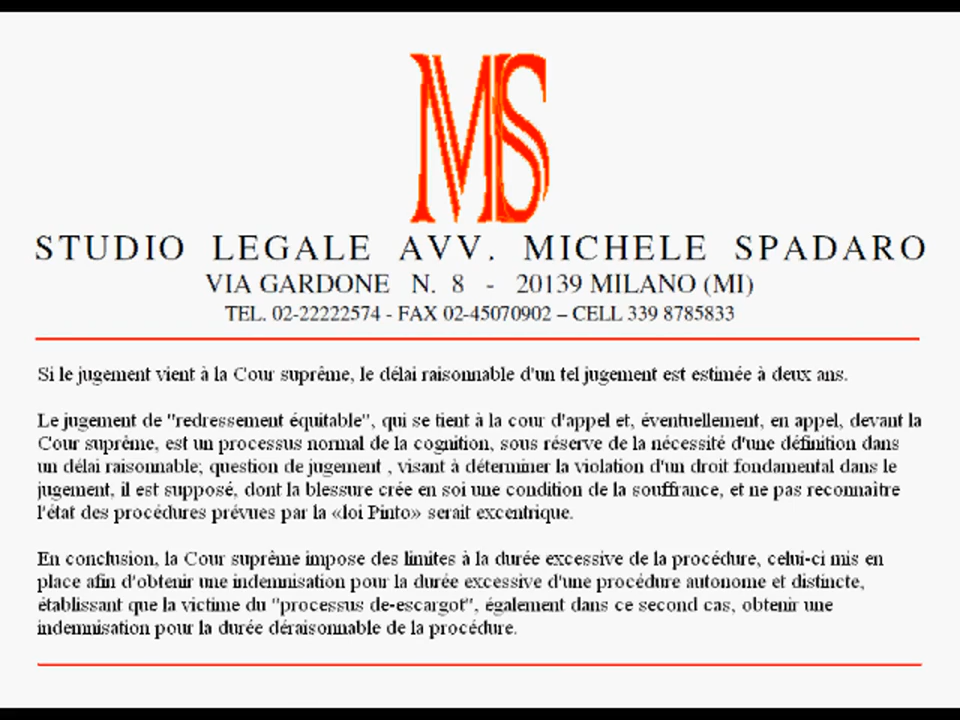 MS
STUDIO LEGALE AVV. MICHELE SPADARO
VIA GARDONE N. 8 - 20139 MILANO (MI)
TEL. 02-22222574 - FAX 02-45070902 – CELL 339 8785833
Si le jugement vient à la Cour suprême, le délai raisonnable d'un tel jugement est estimée à deux ans.
Le jugement de "redressement équitable", qui se tient à la cour d'appel et, éventuellement, en appel, devant la
Cour suprême, est un processus normal de la cognition, sous réserve de la nécessité d'une définition dans
un délai raisonnable; question de jugement , visant à déterminer la violation d'un droit fondamental dans le
jugement, il est supposé, dont la blessure crée en soi une condition de la souffrance, et ne pas reconnaître
l'état des procédures prévues par la «loi Pinto» serait excentrique.
En conclusion, la Cour suprême impose des limites à la durée excessive de la procédure, celui-ci mis en
place afin d'obtenir une indemnisation pour la durée excessive d'une procédure autonome et distincte,
établissant que la victime du "processus de-escargot", également dans ce second cas, obtenir une
indemnisation pour la durée déraisonnable de la procédure.